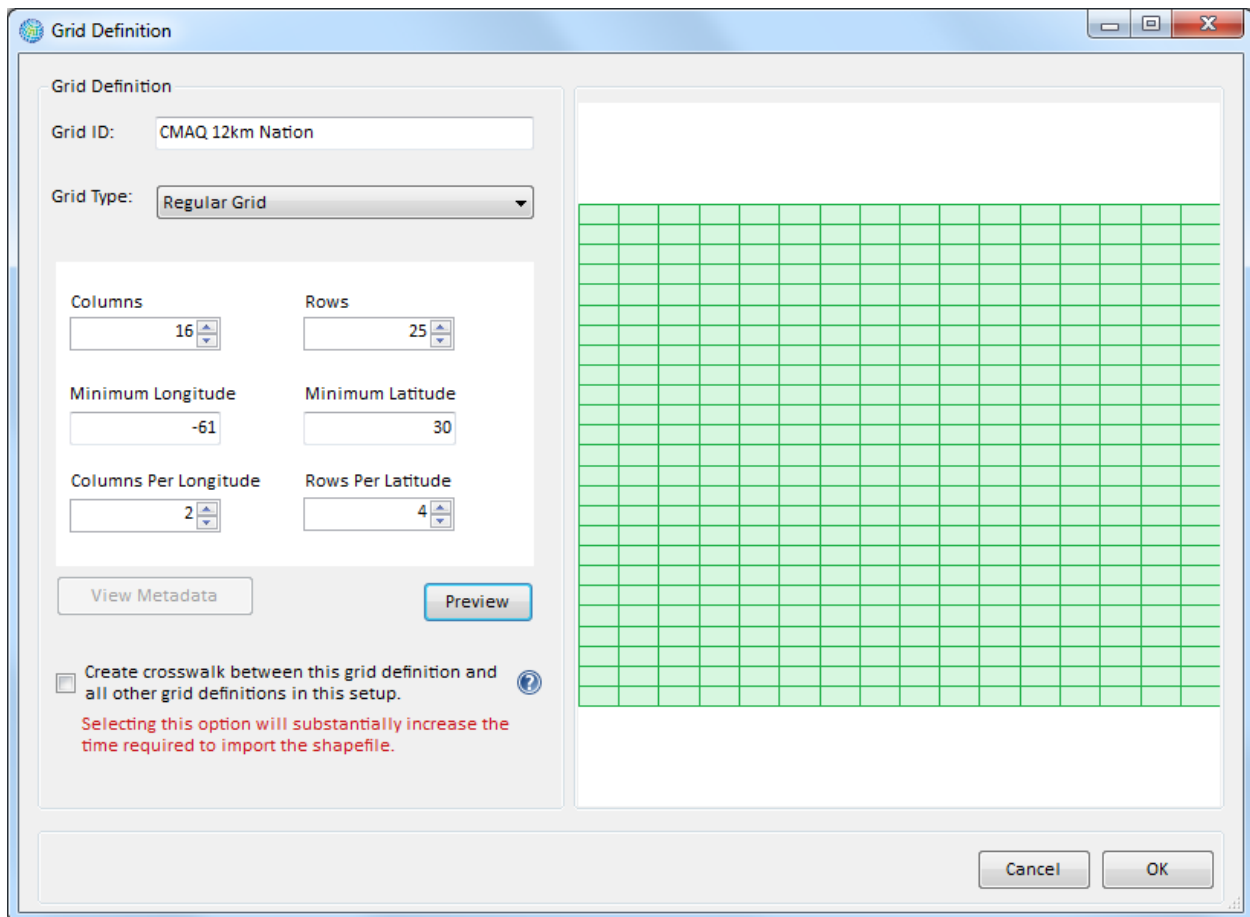 Grid Definition
Grid Definition
Grid ID: CMAQ 12km Nation
Grid Type: Regular Grid
Columns Rows
16 25
Minimum Longitude Minimum Latitude
-61 30
Columns Per Longitude Rows Per Latitude
2 4
View Metadata Preview
Create crosswalk between this grid definition and
all other grid definitions in this setup.
?
Selecting this option will substantially increase the
time required to import the shapefile.
Cancel OK